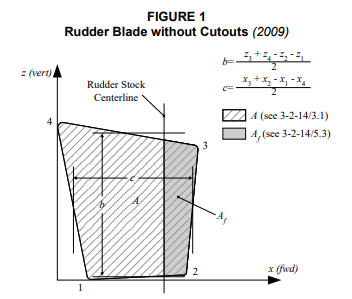 FIGURE 1
Rudder Blade without Cutouts (2009)
b= z₃ + z₄ - z₂ - z₁ / 2
c= x₃ + x₂ - x₁ - x₄ / 2
z (vert)
Rudder Stock
Centerline
A (see 3-2-14/3.1)
A_f (see 3-2-14/5.3)
4
3
c
b
A
A_f
2
x (fwd)
1